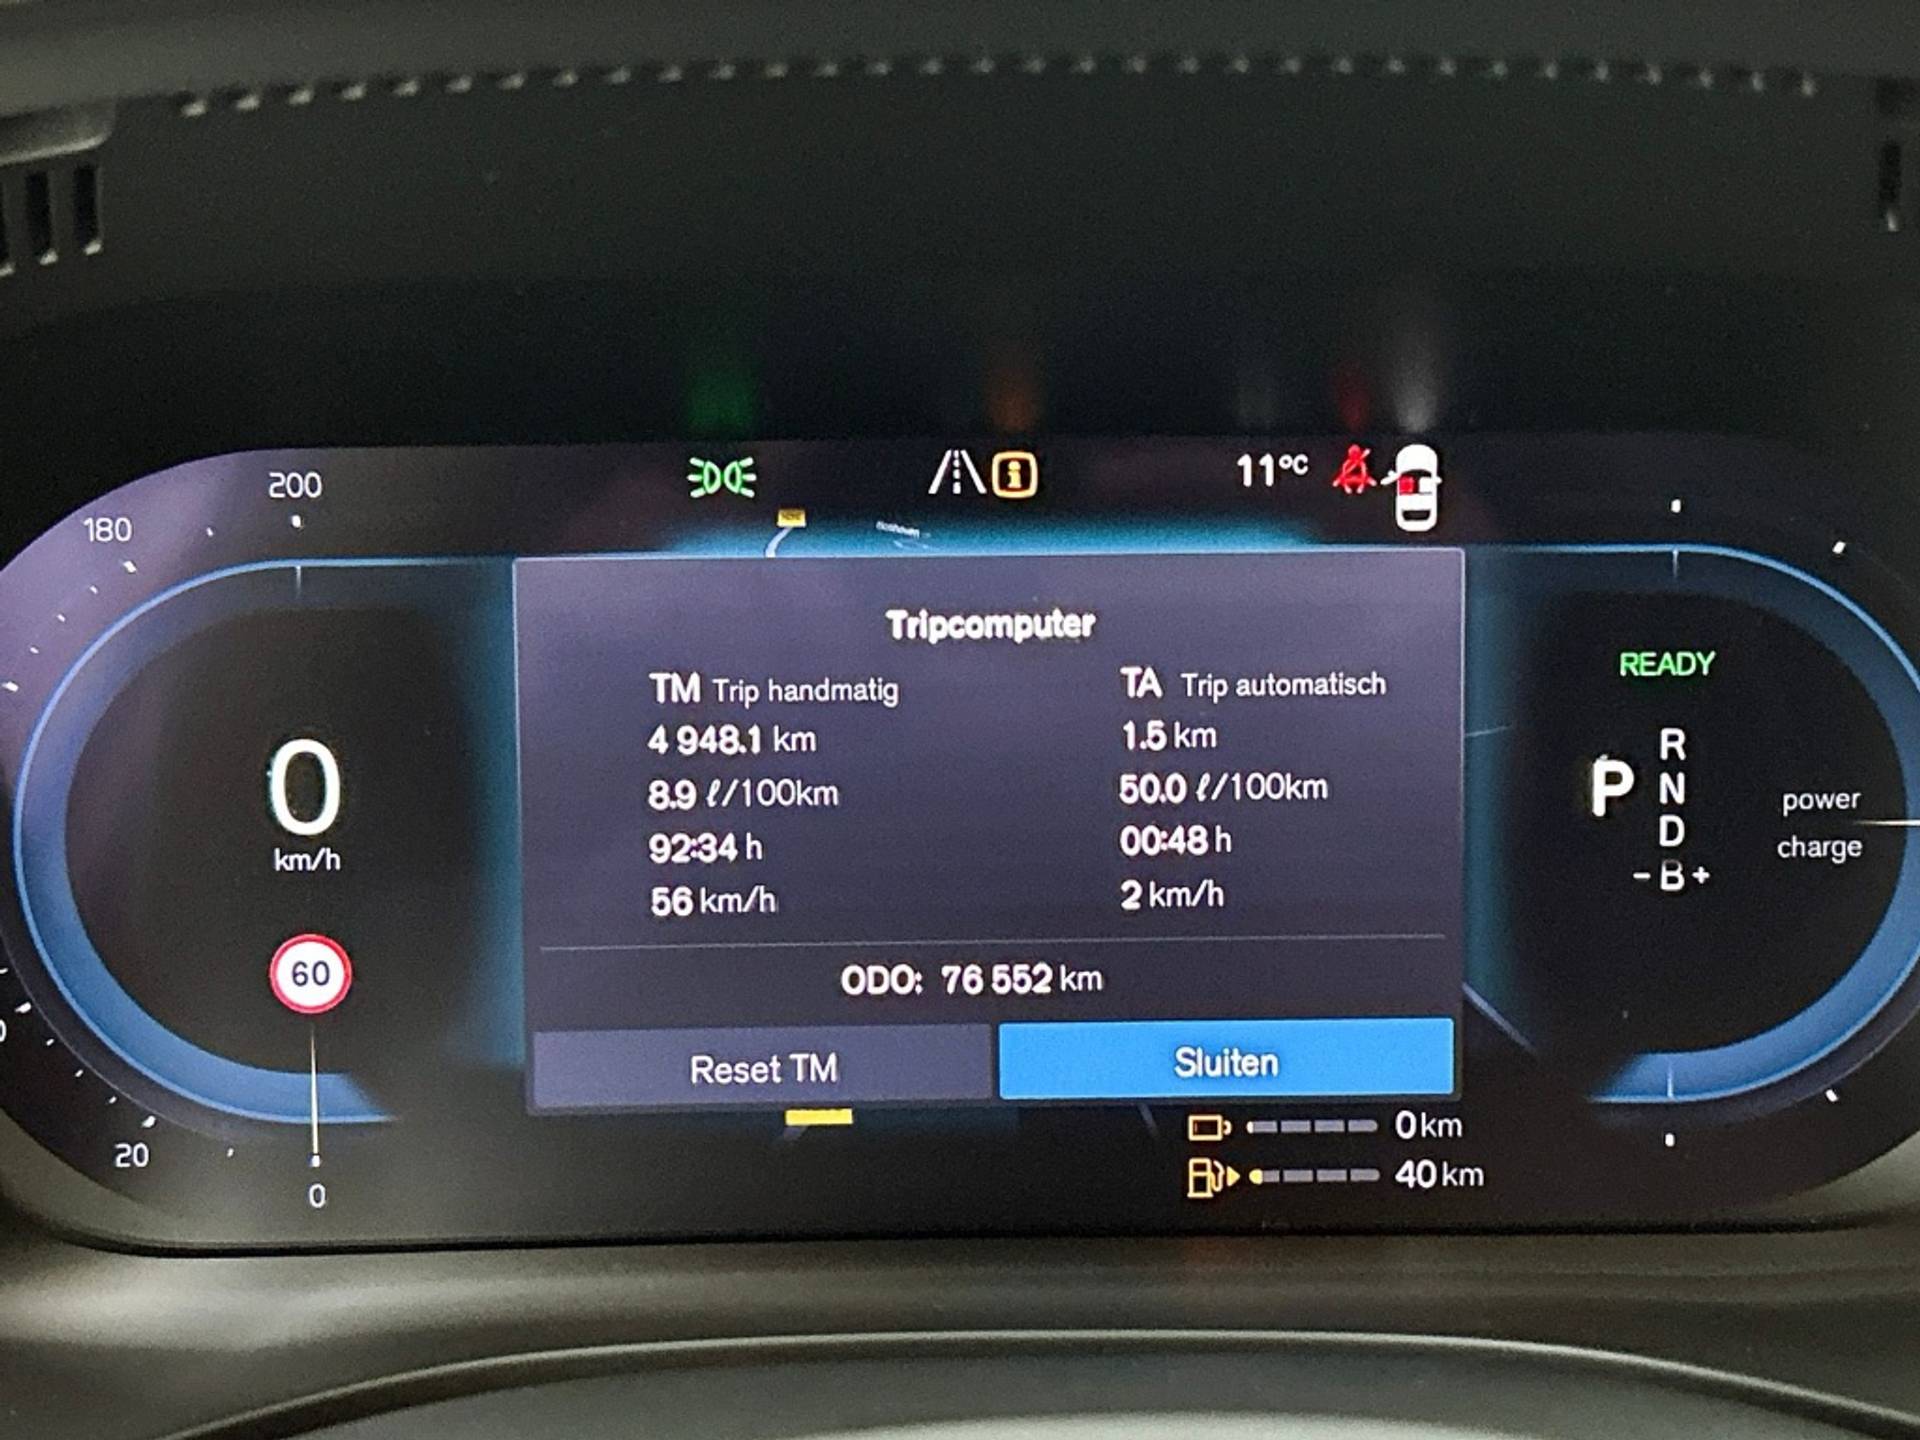 200
180
11°C
Tripcomputer
TM Trip handmatig
4 948.1 km
8.9 ℓ/100km
92:34 h
56 km/h
TA Trip automatisch
1.5 km
50.0 ℓ/100km
00:48 h
2 km/h
ODO: 76 552 km
Reset TM
Sluiten
0
km/h
60
20
0
READY
P
R
N
D
- B +
power
charge
0 km
40 km